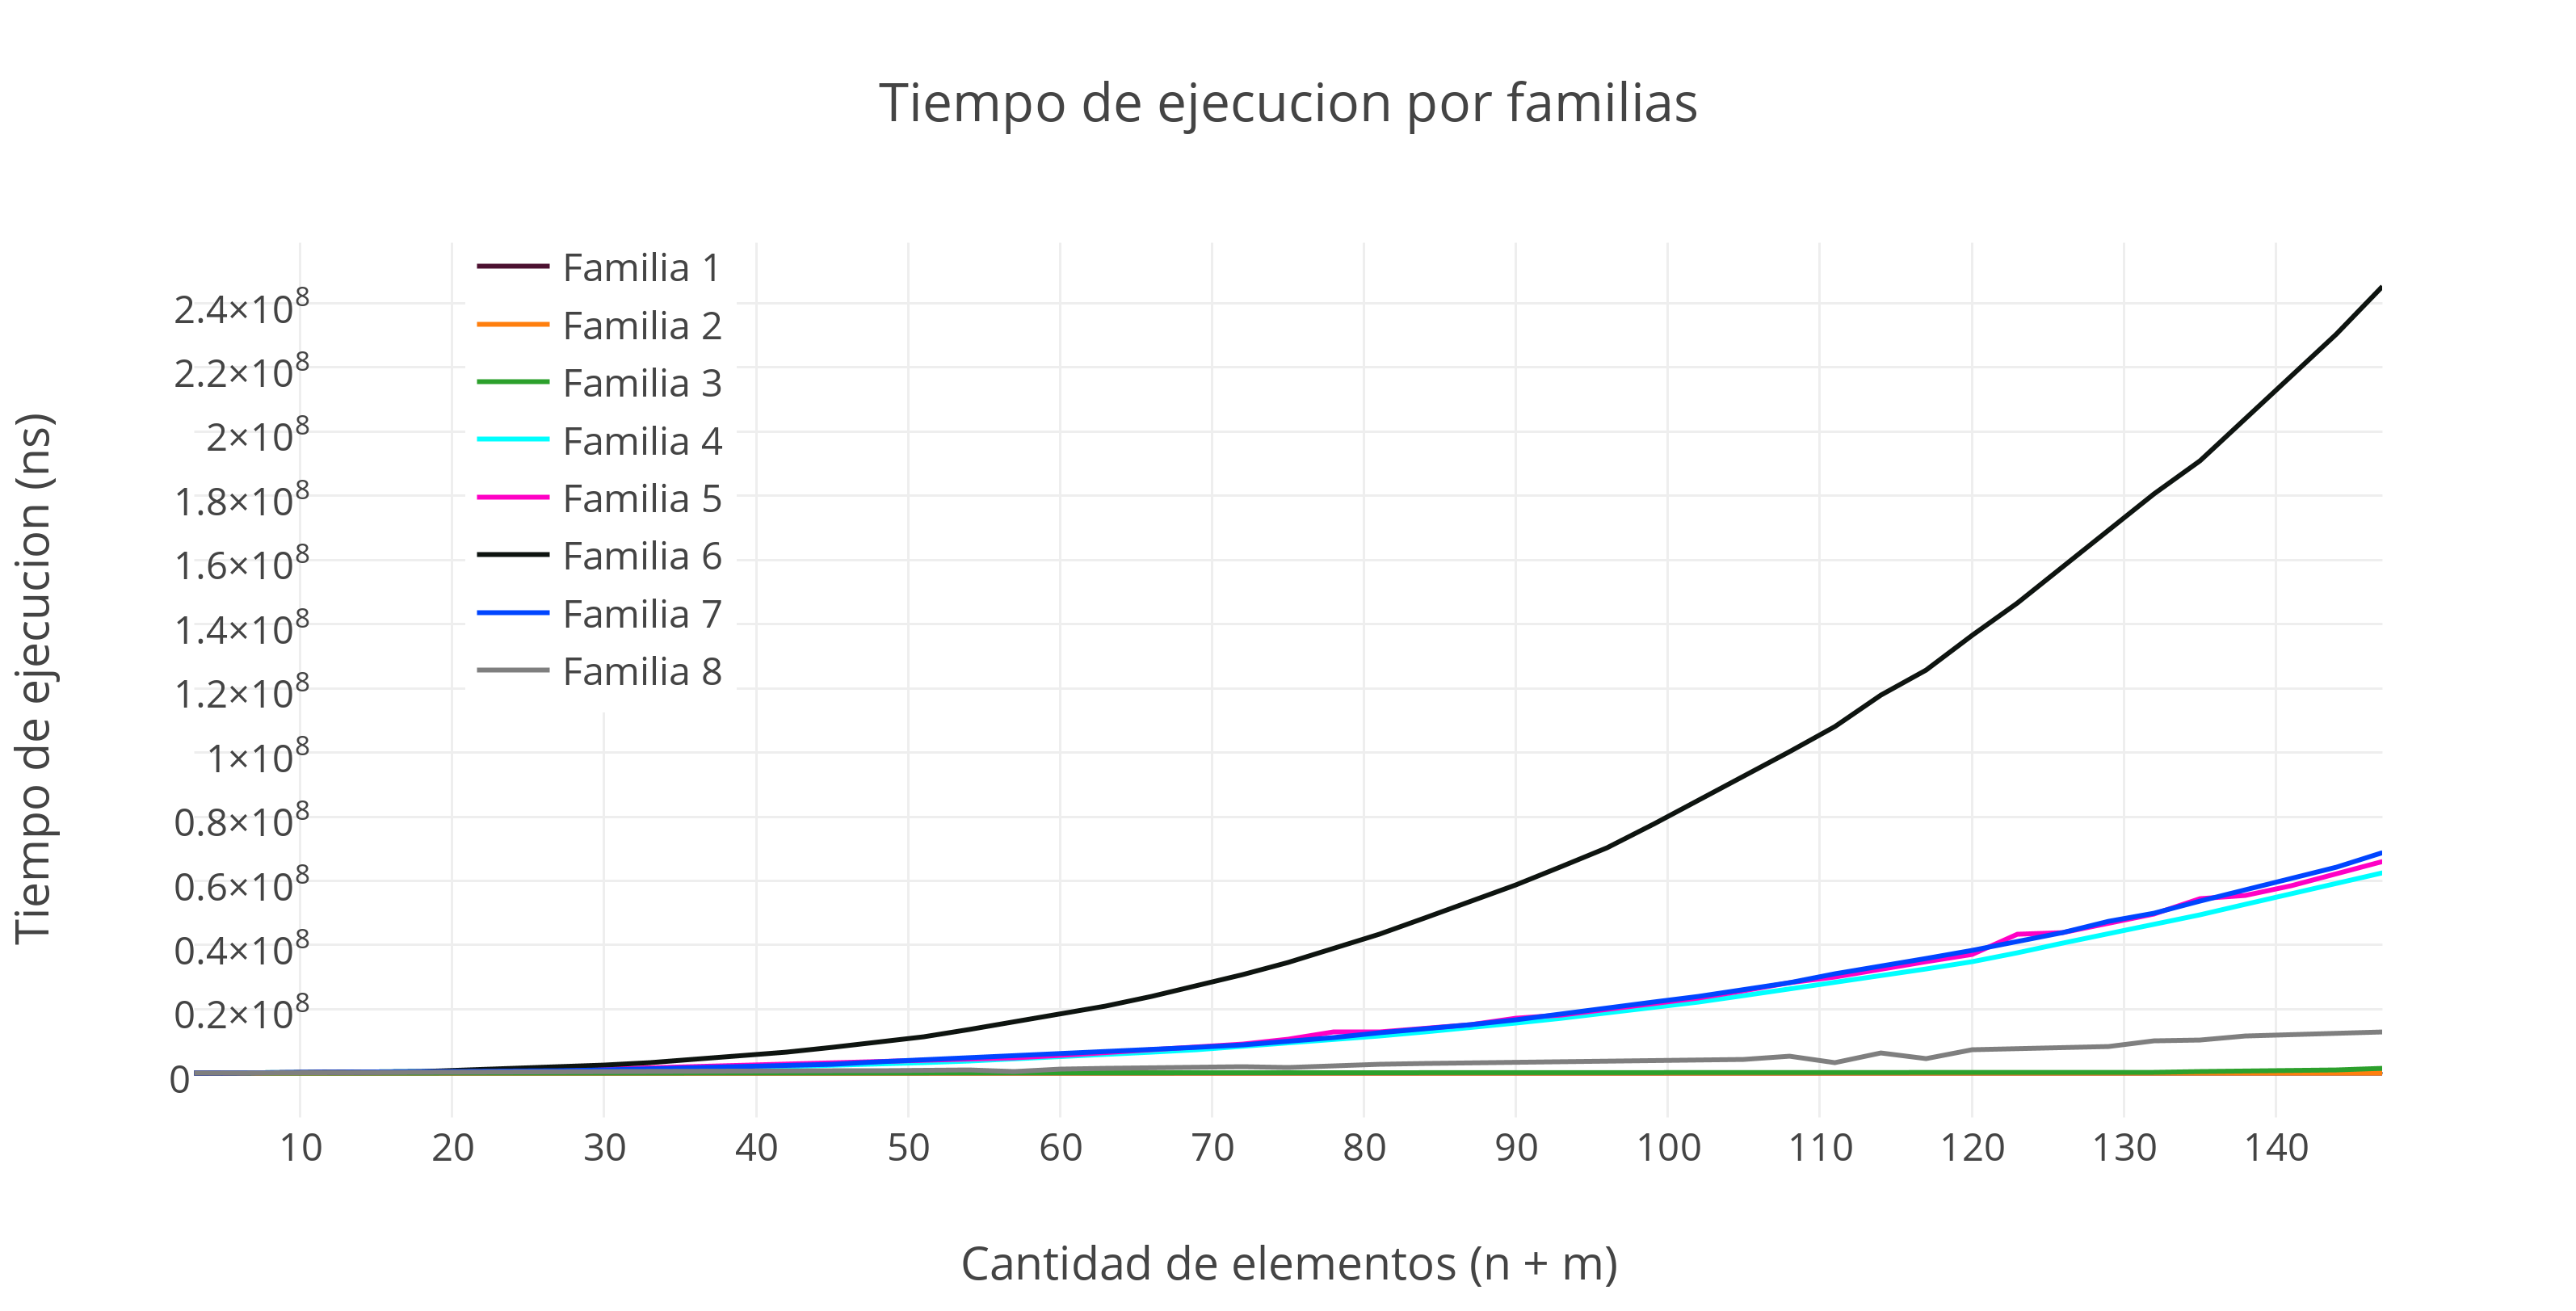 Tiempo de ejecucion por familias
Familia 1
Familia 2
Familia 3
Familia 4
Familia 5
Familia 6
Familia 7
Familia 8
Tiempo de ejecucion (ns)
2.4×10⁸
2.2×10⁸
2×10⁸
1.8×10⁸
1.6×10⁸
1.4×10⁸
1.2×10⁸
1×10⁸
0.8×10⁸
0.6×10⁸
0.4×10⁸
0.2×10⁸
0
10 20 30 40 50 60 70 80 90 100 110 120 130 140
Cantidad de elementos (n + m)